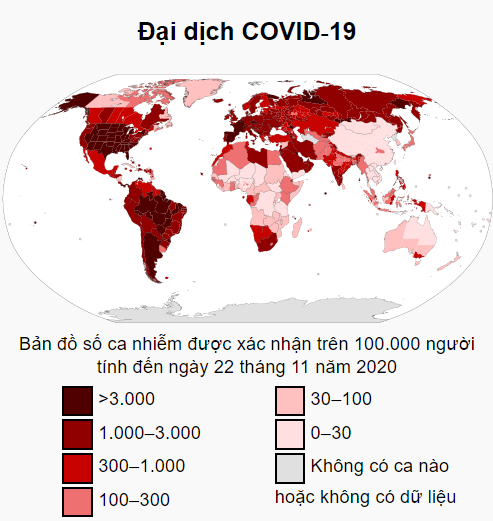 Đại dịch COVID-19
Bản đồ số ca nhiễm được xác nhận trên 100.000 người
tính đến ngày 22 tháng 11 năm 2020
>3.000
1.000–3.000
300–1.000
100–300
30–100
0–30
Không có ca nào
hoặc không có dữ liệu